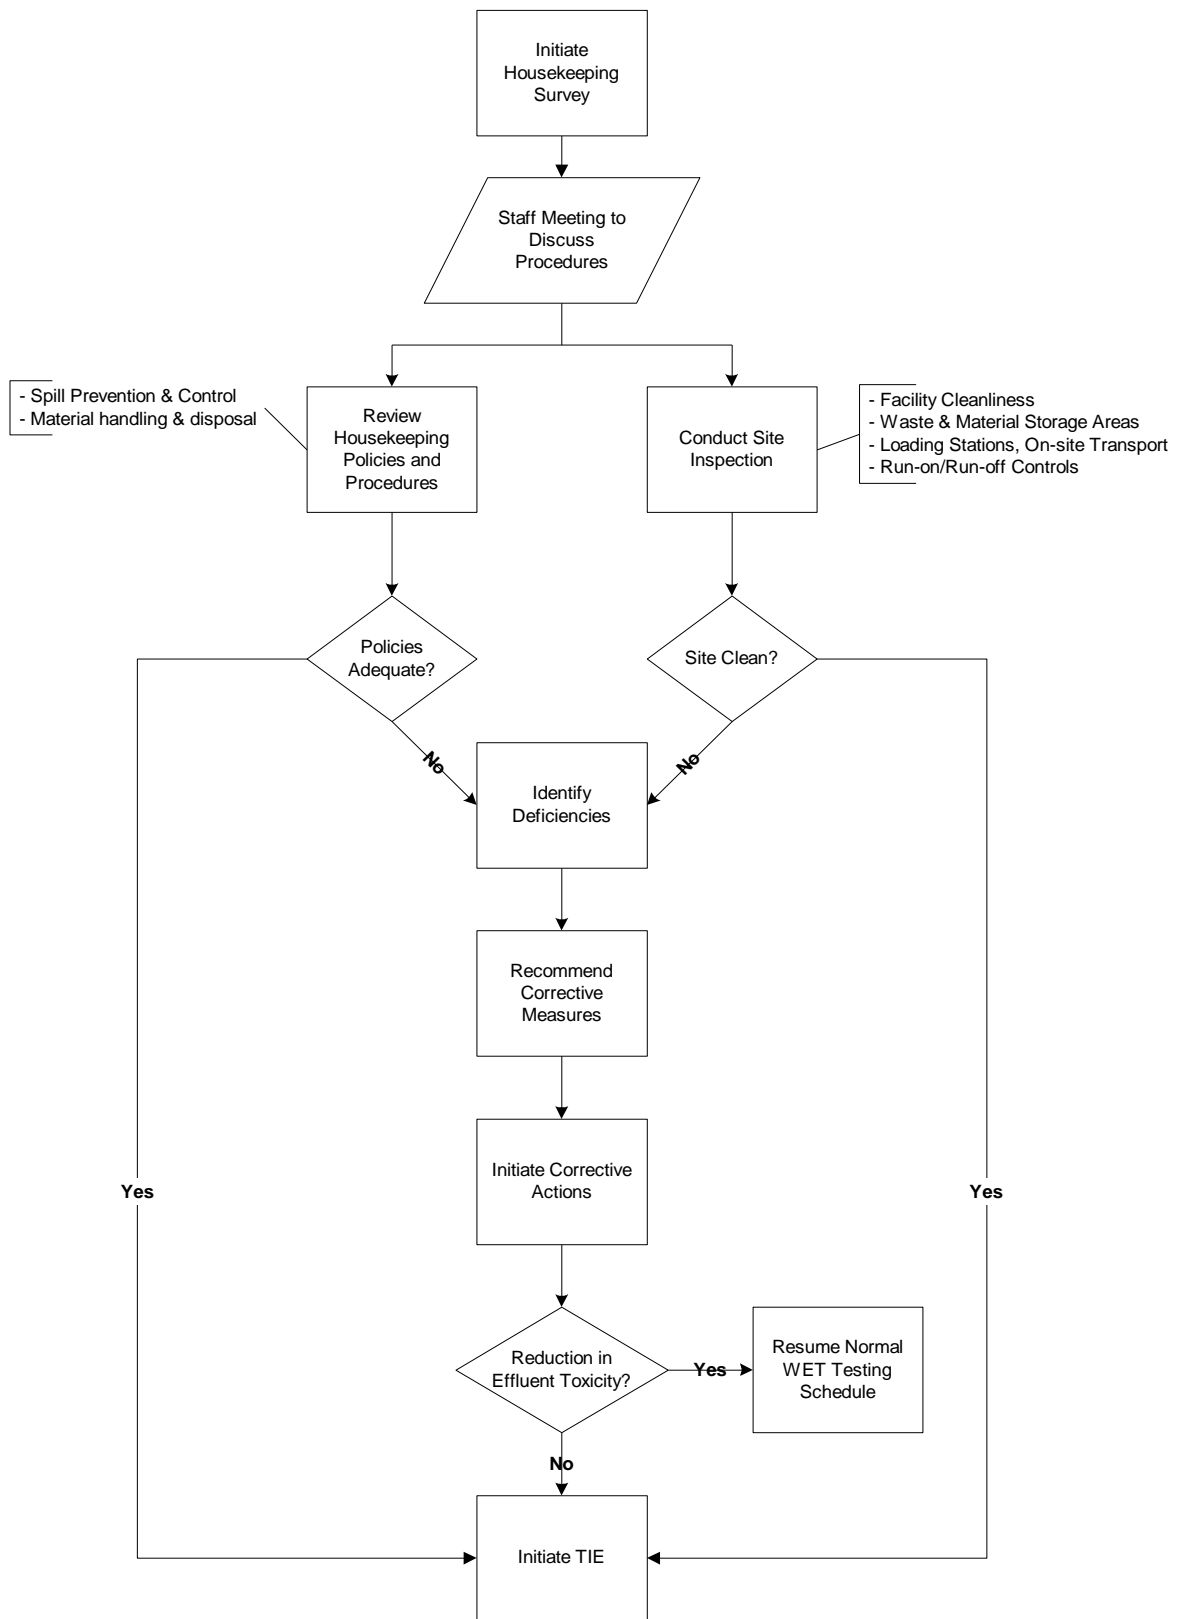 Initiate
Housekeeping
Survey
Staff Meeting to
Discuss
Procedures
- Spill Prevention & Control
- Material handling & disposal
Review
Housekeeping
Policies and
Procedures
Conduct Site
Inspection
- Facility Cleanliness
- Waste & Material Storage Areas
- Loading Stations, On-site Transport
- Run-on/Run-off Controls
Policies
Adequate?
Site Clean?
No
No
Identify
Deficiencies
Recommend
Corrective
Measures
Initiate Corrective
Actions
Yes
Yes
Reduction in
Effluent Toxicity?
Yes
Resume Normal
WET Testing
Schedule
No
Initiate TIE